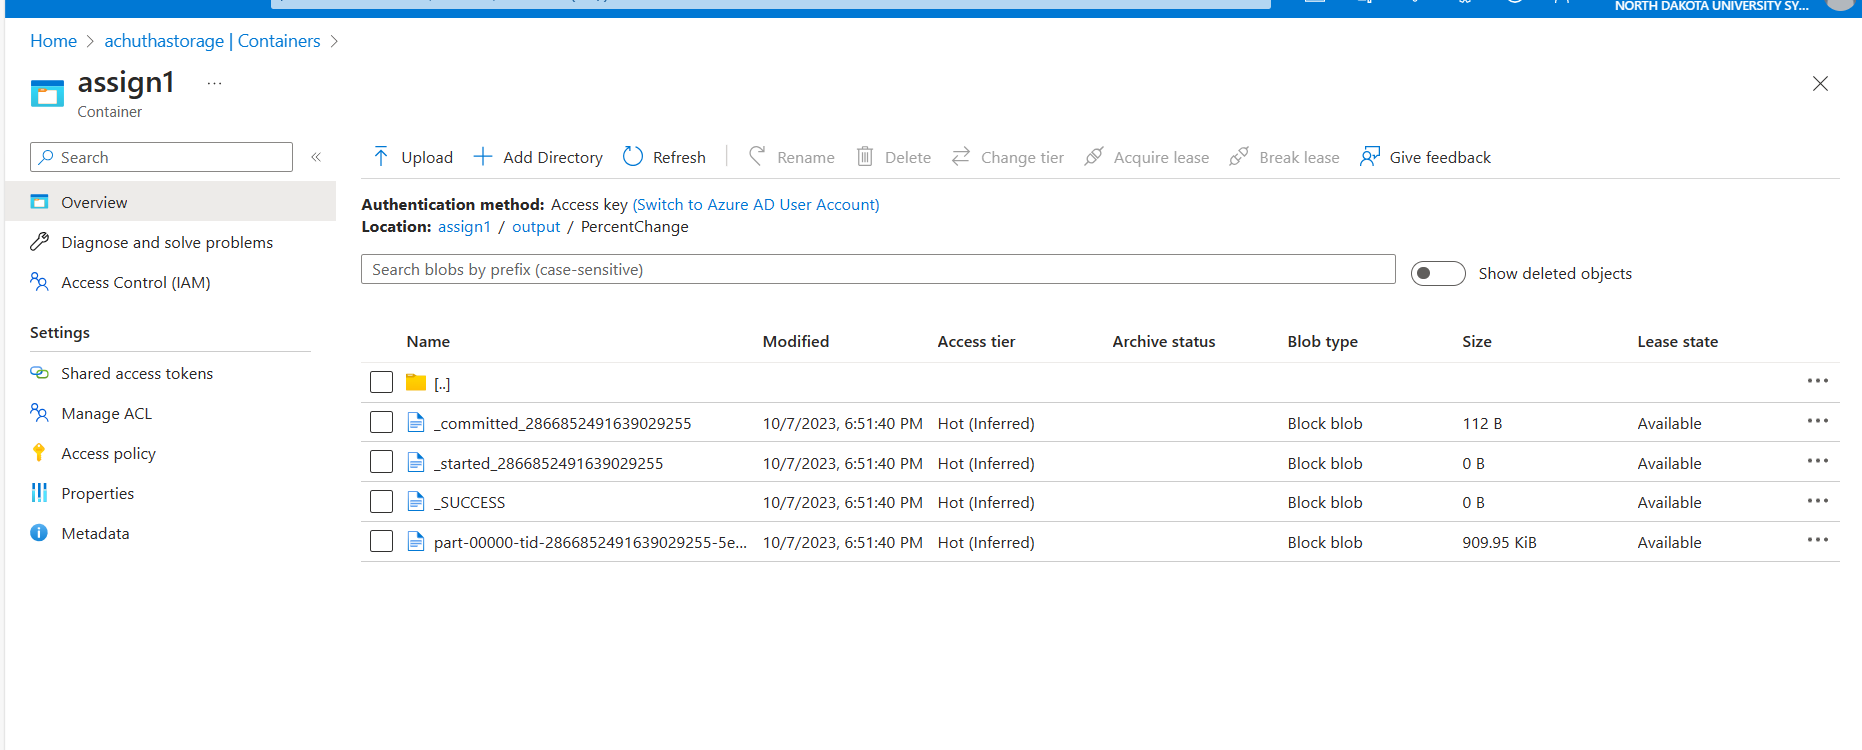 NORTH DAKOTA UNIVERSITY SY...
Home > achuthastorage | Containers >
assign1 ...
Container
Search «
Overview
Diagnose and solve problems
Access Control (IAM)
Settings
Shared access tokens
Manage ACL
Access policy
Properties
Metadata
Upload Add Directory Refresh Rename Delete Change tier Acquire lease Break lease Give feedback
Authentication method: Access key (Switch to Azure AD User Account)
Location: assign1 / output / PercentChange
Search blobs by prefix (case-sensitive) Show deleted objects
Name Modified Access tier Archive status Blob type Size Lease state
[..]
_committed_2866852491639029255 10/7/2023, 6:51:40 PM Hot (Inferred) Block blob 112 B Available
_started_2866852491639029255 10/7/2023, 6:51:40 PM Hot (Inferred) Block blob 0 B Available
_SUCCESS 10/7/2023, 6:51:40 PM Hot (Inferred) Block blob 0 B Available
part-00000-tid-2866852491639029255-5e... 10/7/2023, 6:51:40 PM Hot (Inferred) Block blob 909.95 KiB Available